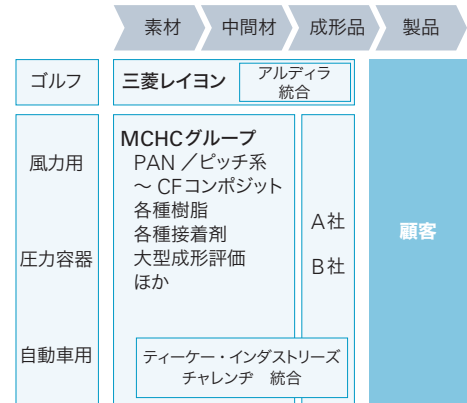 素材 中間材 成形品 製品
ゴルフ
三菱レイヨン
アルディラ
統合
風力用
圧力容器
自動車用
MCHCグループ
PAN／ピッチ系
～CFコンポジット
各種樹脂
各種接着剤
大型成形評価
ほか
A社
B社
ティーケー・インダストリーズ
チャレンヂ 統合
顧客